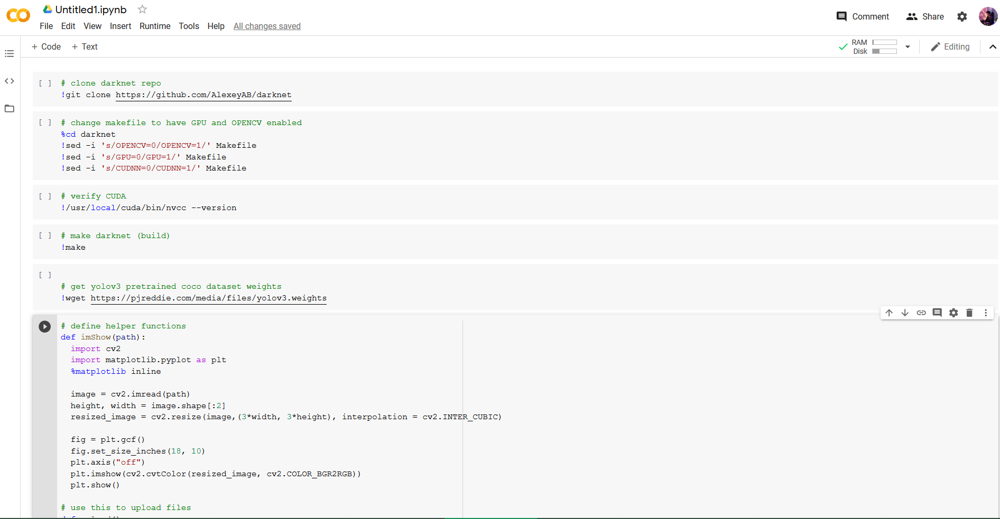 Untitled1.ipynb
File Edit View Insert Runtime Tools Help All changes saved
Comment Share
+ Code + Text
RAM
Disk
Editing
[ ] # clone darknet repo
!git clone https://github.com/AlexeyAB/darknet
[ ] # change makefile to have GPU and OPENCV enabled
%cd darknet
!sed -i 's/OPENCV=0/OPENCV=1/' Makefile
!sed -i 's/GPU=0/GPU=1/' Makefile
!sed -i 's/CUDNN=0/CUDNN=1/' Makefile
[ ] # verify CUDA
!/usr/local/cuda/bin/nvcc --version
[ ] # make darknet (build)
!make
[ ]
# get yolov3 pretrained coco dataset weights
!wget https://pjreddie.com/media/files/yolov3.weights
# define helper functions
def imShow(path):
  import cv2
  import matplotlib.pyplot as plt
  %matplotlib inline
  image = cv2.imread(path)
  height, width = image.shape[:2]
  resized_image = cv2.resize(image,(3*width, 3*height), interpolation = cv2.INTER_CUBIC)
  fig = plt.gcf()
  fig.set_size_inches(18, 10)
  plt.axis("off")
  plt.imshow(cv2.cvtColor(resized_image, cv2.COLOR_BGR2RGB))
  plt.show()
# use this to upload files